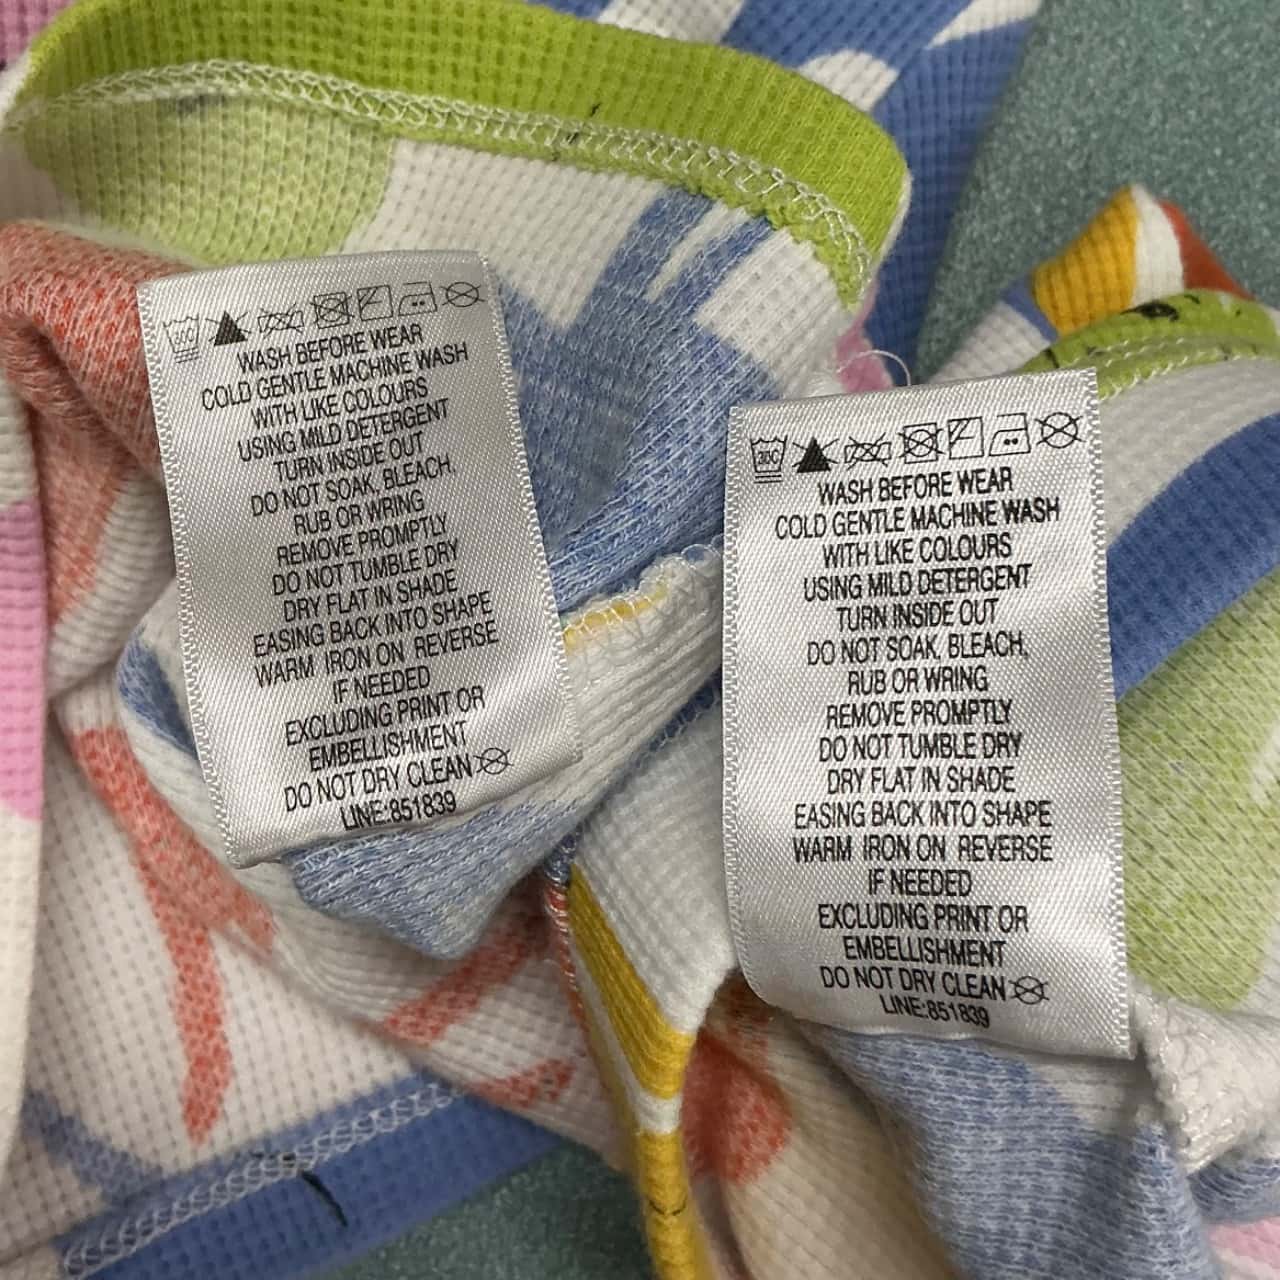 30C
WASH BEFORE WEAR
COLD GENTLE MACHINE WASH
WITH LIKE COLOURS
USING MILD DETERGENT
TURN INSIDE OUT
DO NOT SOAK, BLEACH,
RUB OR WRING
REMOVE PROMPTLY
DO NOT TUMBLE DRY
DRY FLAT IN SHADE
EASING BACK INTO SHAPE
WARM IRON ON REVERSE
IF NEEDED
EXCLUDING PRINT OR
EMBELLISHMENT
DO NOT DRY CLEAN
LINE:851839
30C
WASH BEFORE WEAR
COLD GENTLE MACHINE WASH
WITH LIKE COLOURS
USING MILD DETERGENT
TURN INSIDE OUT
DO NOT SOAK, BLEACH,
RUB OR WRING
REMOVE PROMPTLY
DO NOT TUMBLE DRY
DRY FLAT IN SHADE
EASING BACK INTO SHAPE
WARM IRON ON REVERSE
IF NEEDED
EXCLUDING PRINT OR
EMBELLISHMENT
DO NOT DRY CLEAN
LINE:851839